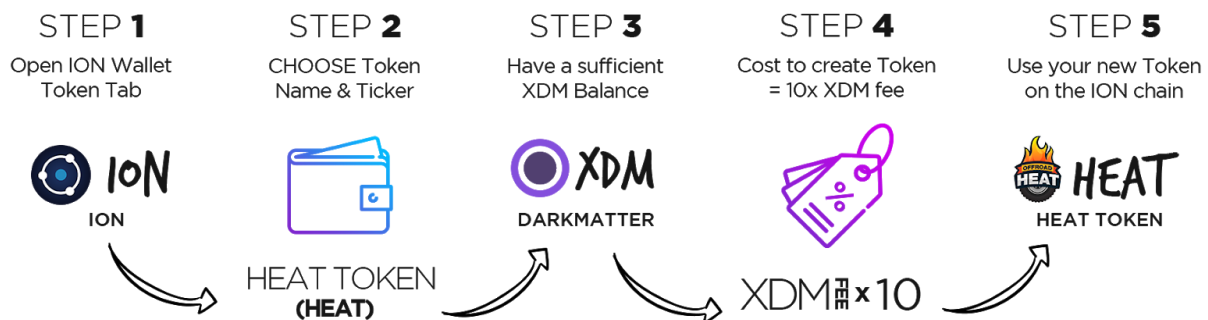 STEP 1
Open ION Wallet
Token Tab
ION
ION
STEP 2
CHOOSE Token
Name & Ticker
HEAT TOKEN
(HEAT)
STEP 3
Have a sufficient
XDM Balance
XDM
DARKMATTER
STEP 4
Cost to create Token
= 10x XDM fee
%
XDM FEE x 10
STEP 5
Use your new Token
on the ION chain
OFFROAD
HEAT
HEAT
HEAT TOKEN